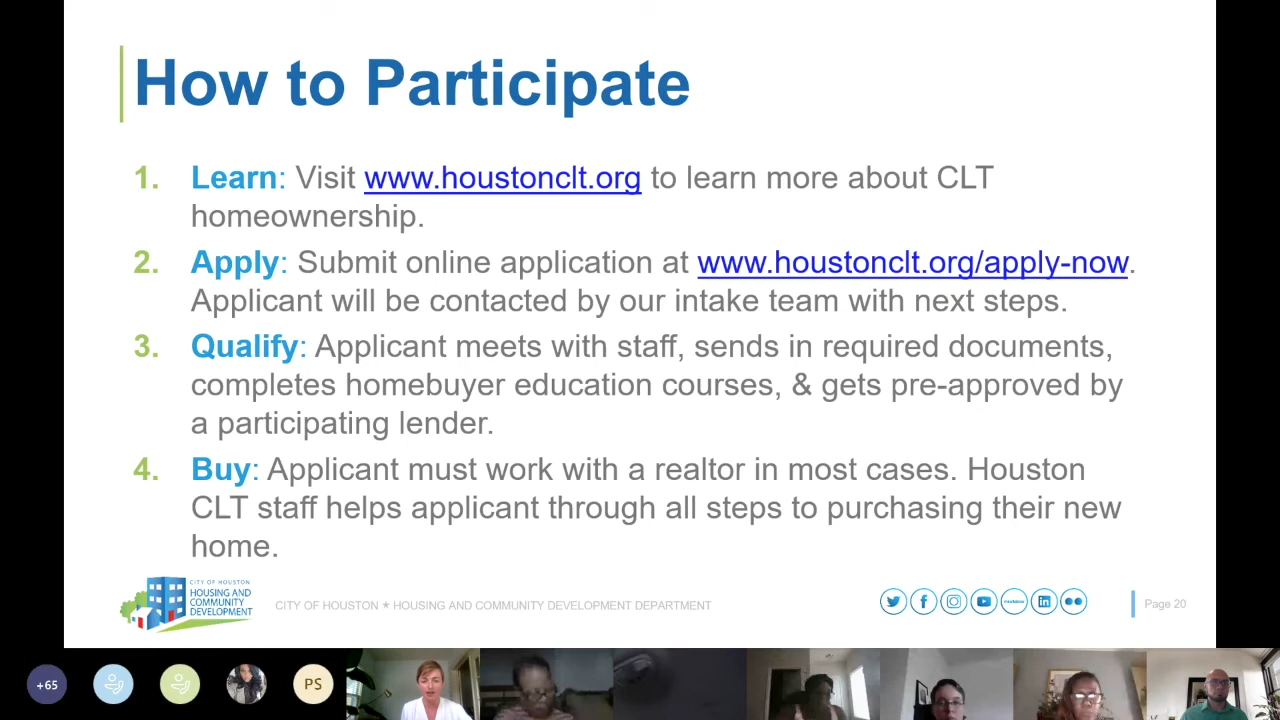 How to Participate
1. Learn: Visit www.houstonclt.org to learn more about CLT
homeownership.
2. Apply: Submit online application at www.houstonclt.org/apply-now.
Applicant will be contacted by our intake team with next steps.
3. Qualify: Applicant meets with staff, sends in required documents,
completes homebuyer education courses, & gets pre-approved by
a participating lender.
4. Buy: Applicant must work with a realtor in most cases. Houston
CLT staff helps applicant through all steps to purchasing their new
home.
CITY OF HOUSTON
HOUSING AND
COMMUNITY
DEVELOPMENT
CITY OF HOUSTON ★ HOUSING AND COMMUNITY DEVELOPMENT DEPARTMENT
Page 20
+65
PS